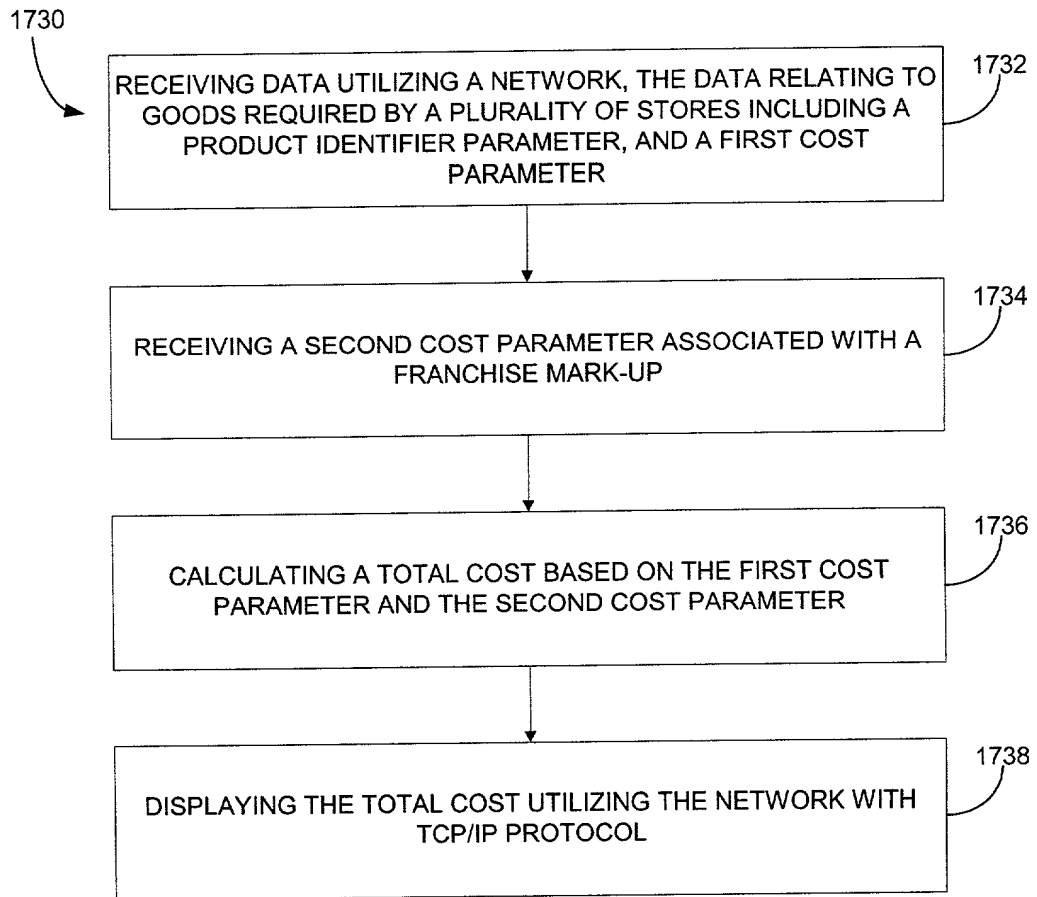 1730
RECEIVING DATA UTILIZING A NETWORK, THE DATA RELATING TO
GOODS REQUIRED BY A PLURALITY OF STORES INCLUDING A
PRODUCT IDENTIFIER PARAMETER, AND A FIRST COST
PARAMETER
1732
RECEIVING A SECOND COST PARAMETER ASSOCIATED WITH A
FRANCHISE MARK-UP
1734
CALCULATING A TOTAL COST BASED ON THE FIRST COST
PARAMETER AND THE SECOND COST PARAMETER
1736
DISPLAYING THE TOTAL COST UTILIZING THE NETWORK WITH
TCP/IP PROTOCOL
1738